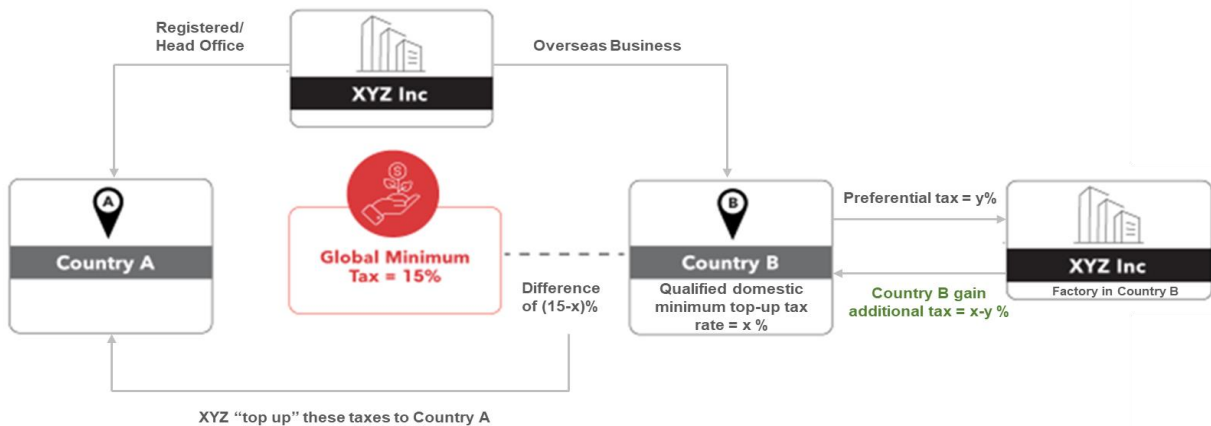 Registered/
Head Office
XYZ Inc
Overseas Business
A
Country A
$
Global Minimum
Tax = 15%
Difference
of (15-x)%
B
Country B
Qualified domestic
minimum top-up tax
rate = x %
Preferential tax = y%
Country B gain
additional tax = x-y %
XYZ Inc
Factory in Country B
XYZ “top up” these taxes to Country A